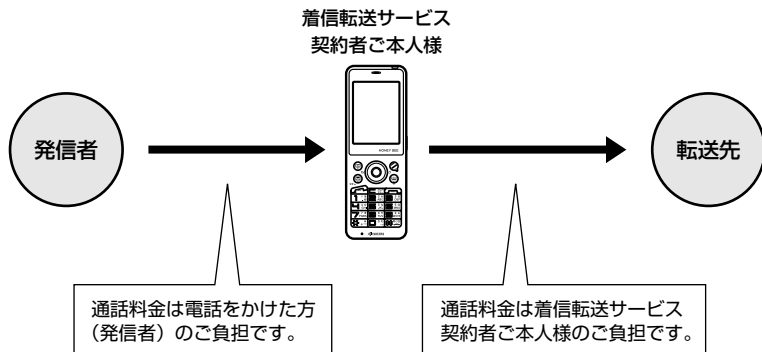 着信転送サービス
契約者ご本人様
発信者
転送先
通話料金は電話をかけた方
（発信者）のご負担です。
通話料金は着信転送サービス
契約者ご本人様のご負担です。